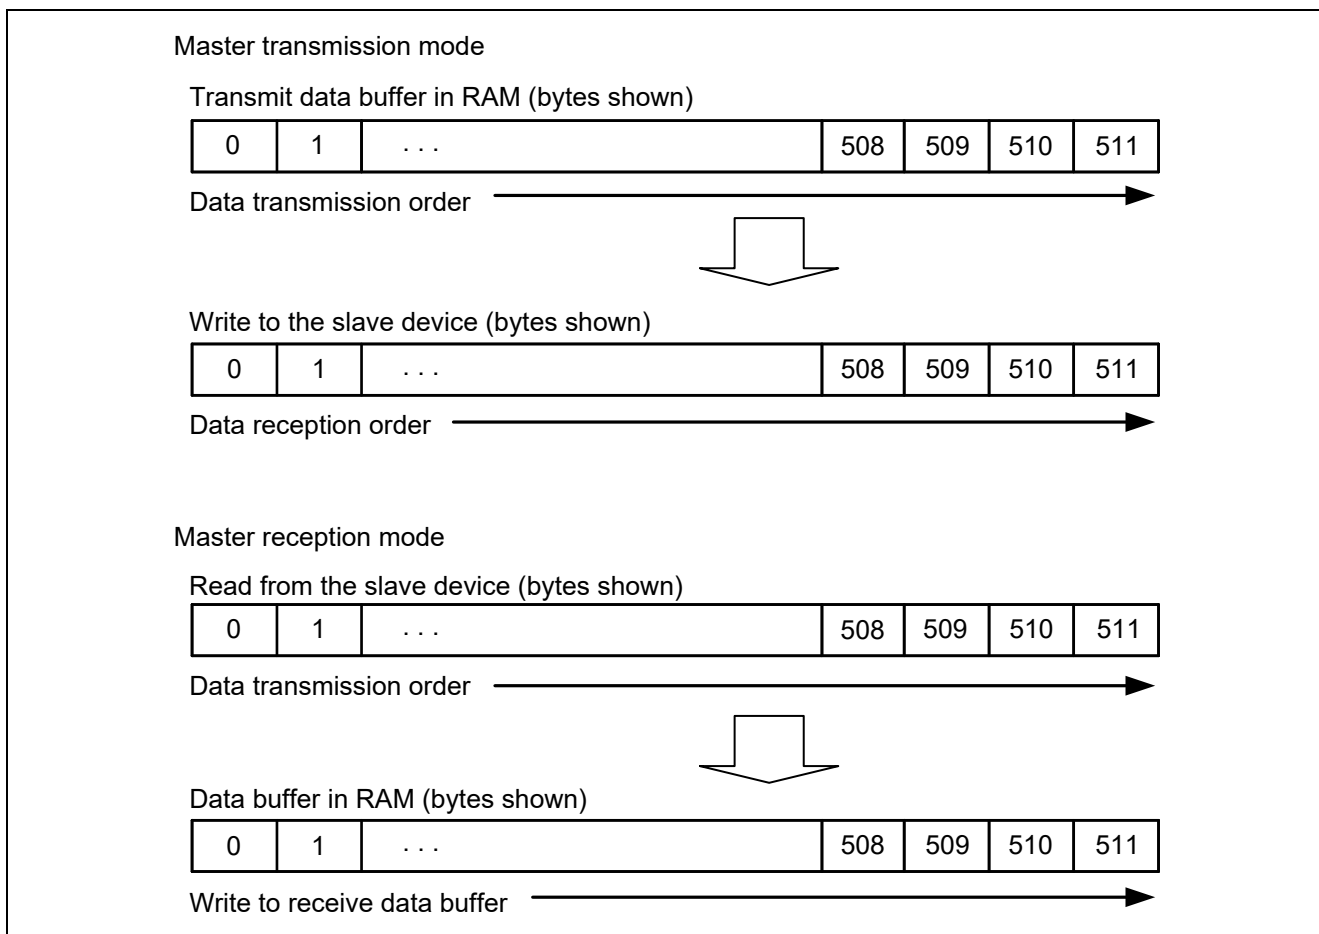 Master transmission mode
Transmit data buffer in RAM (bytes shown)
0 1 . . . 508 509 510 511
Data transmission order
Write to the slave device (bytes shown)
0 1 . . . 508 509 510 511
Data reception order
Master reception mode
Read from the slave device (bytes shown)
0 1 . . . 508 509 510 511
Data transmission order
Data buffer in RAM (bytes shown)
0 1 . . . 508 509 510 511
Write to receive data buffer